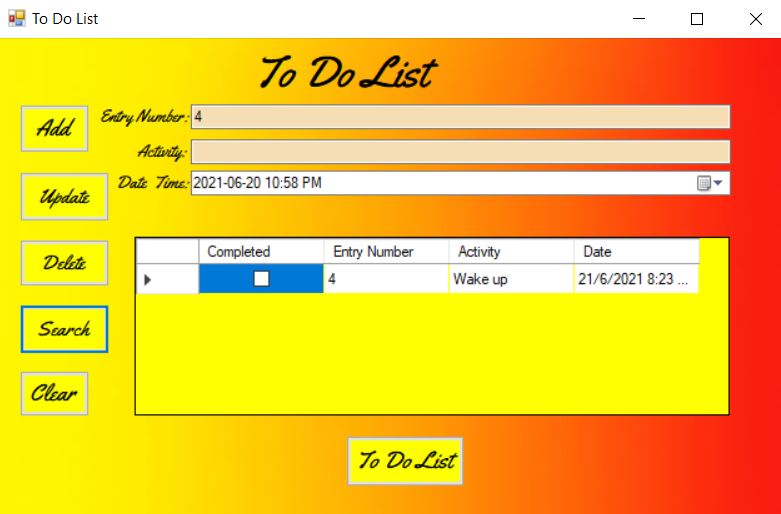 To Do List
To Do List
Add
Entry Number: 4
Activity:
Update
Date Time: 2021-06-20 10:58 PM
Delete
Completed Entry Number Activity Date
4 Wake up 21/6/2021 8:23 ...
Search
Clear
To Do List